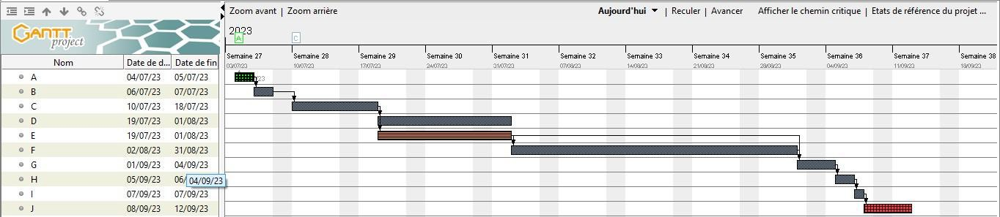 Zoom avant | Zoom arrière
Aujourd'hui | Reculer | Avancer
Afficher le chemin critique | Etats de référence du projet ...
GANTT project
2023
A
C
Semaine 27 Semaine 28 Semaine 29 Semaine 30 Semaine 31 Semaine 32 Semaine 33 Semaine 34 Semaine 35 Semaine 36 Semaine 37 Semaine 38
03/07/23 10/07/23 17/07/23 24/07/23 31/07/23 07/08/23 14/08/23 21/08/23 28/08/23 04/09/23 11/09/23 18/09/23
Nom Date de d... Date de fin
A 04/07/23 05/07/23
B 06/07/23 07/07/23
C 10/07/23 18/07/23
D 19/07/23 01/08/23
E 19/07/23 01/08/23
F 02/08/23 31/08/23
G 01/09/23 04/09/23
H 05/09/23 06/
04/09/23
I 07/09/23 07/09/23
J 08/09/23 12/09/23